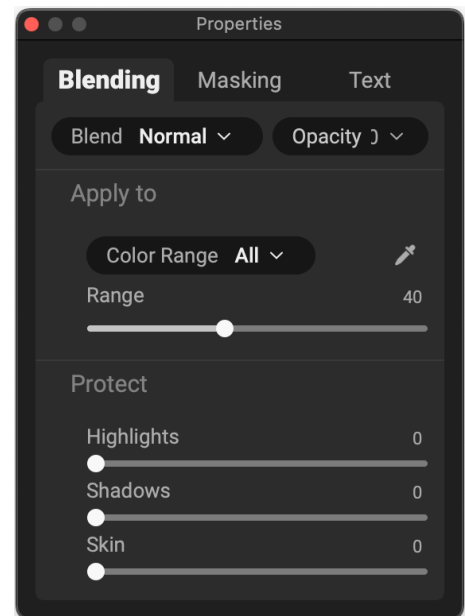 Properties
Blending Masking Text
Blend Normal Opacity
Apply to
Color Range All
Range 40
Protect
Highlights 0
Shadows 0
Skin 0